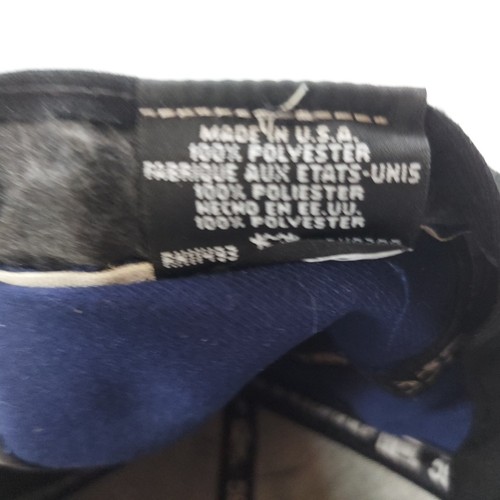 MADE IN U.S.A.
100% POLYESTER
FABRIQUE AUX ETATS-UNIS
100% POLIESTER
HECHO EN EE.UU.
100% POLYESTER